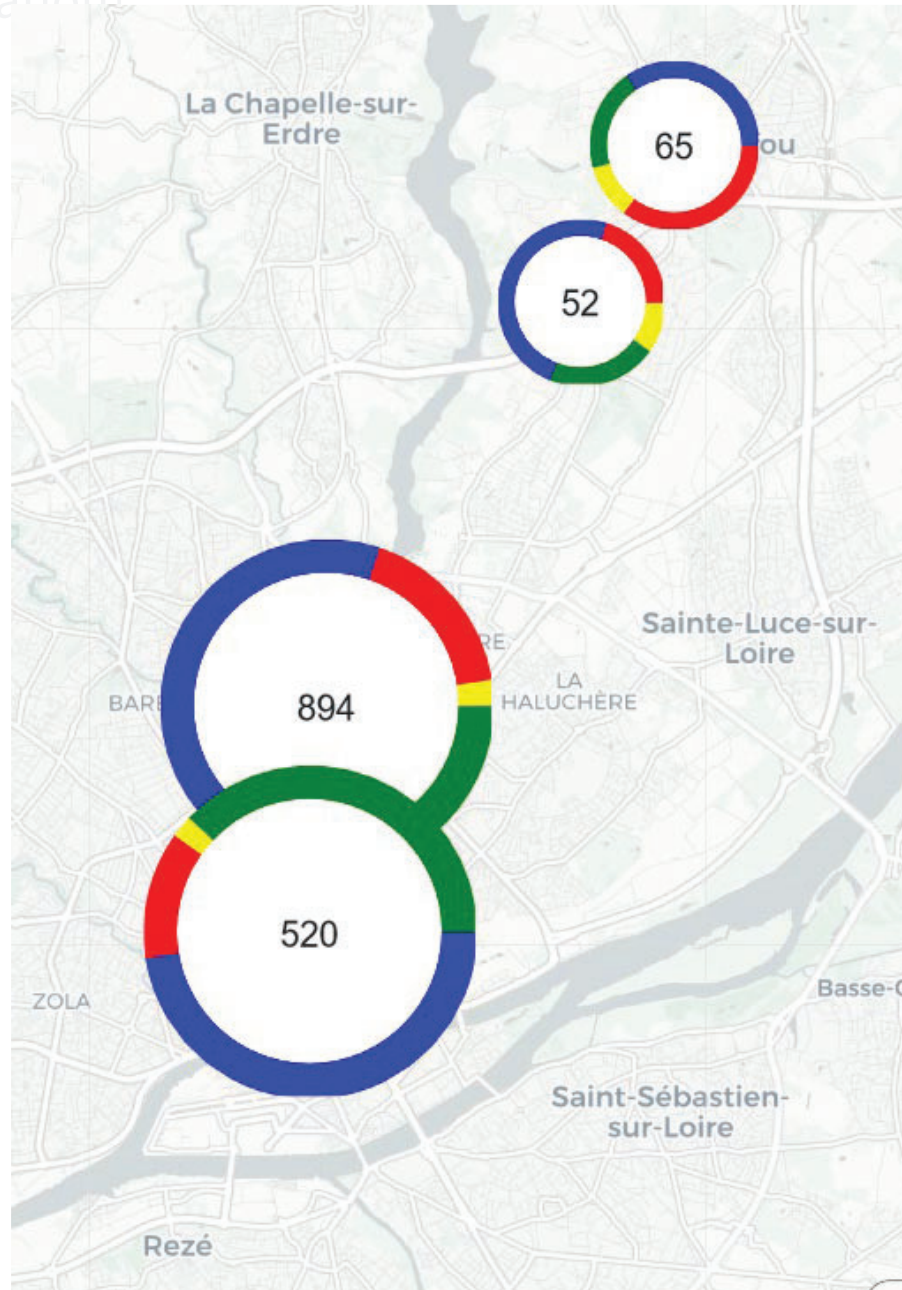 La Chapelle-sur-
Erdre
65
ou
52
RE
Sainte-Luce-sur-
Loire
LA
HALUCHÈRE
BARE
894
520
ZOLA
Basse-G
Saint-Sébastien-
sur-Loire
Rezé